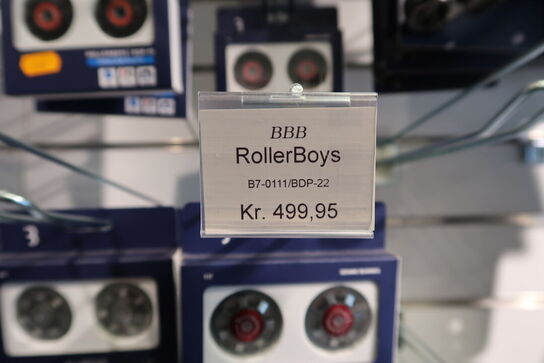 BBB
RollerBoys
B7-0111/BDP-22
Kr. 499,95